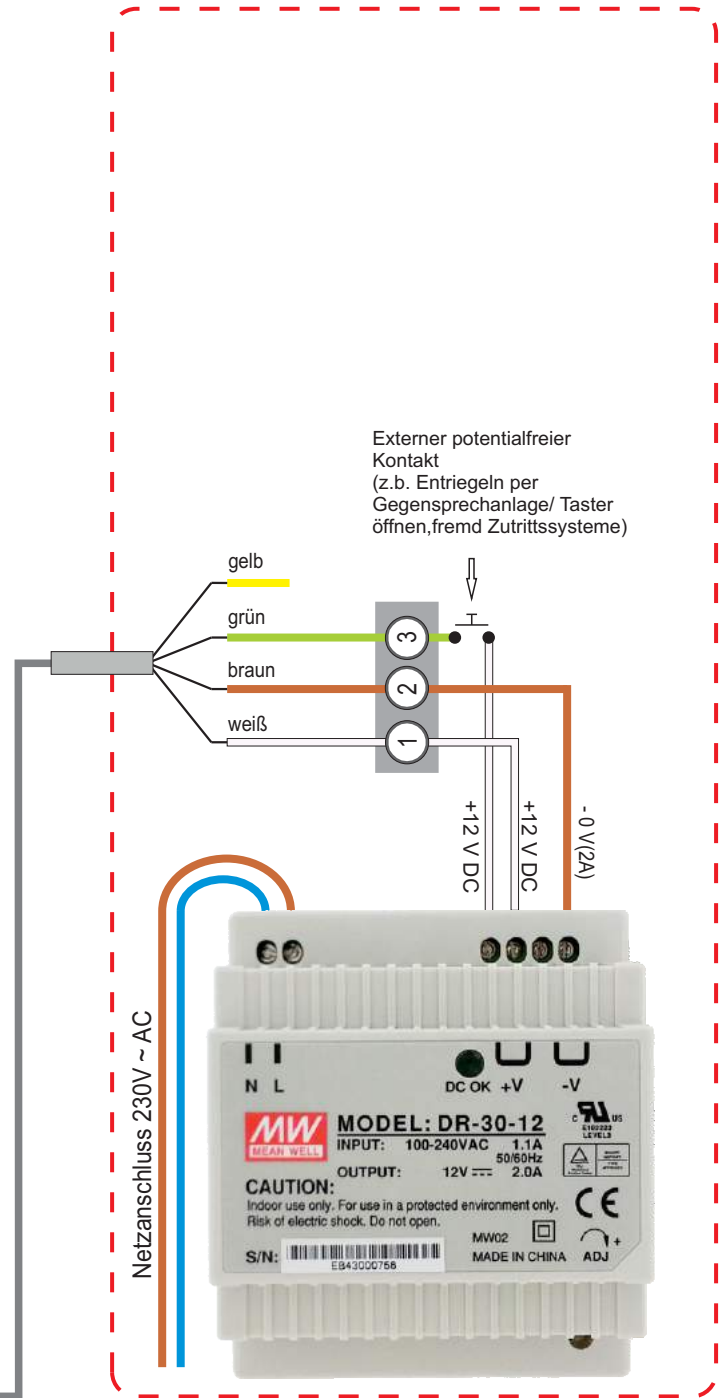 Externer potentialfreier
Kontakt
(z.b. Entriegeln per
Gegensprechanlage/ Taster
öffnen,fremd Zutrittssysteme)
gelb
grün
braun
weiß
3
2
1
+12 V DC
+12 V DC
- 0 V(2A)
Netzanschluss 230V ~ AC
N L
DC OK +V -V
MW
MEAN WELL
MODEL: DR-30-12
INPUT: 100-240VAC 1.1A
50/60Hz
OUTPUT: 12V 2.0A
C US
E183223
LEVEL3
CAUTION:
Indoor use only. For use in a protected environment only.
Risk of electric shock. Do not open.
CE
MW02
S/N:
EB43000756
MADE IN CHINA
ADJ +